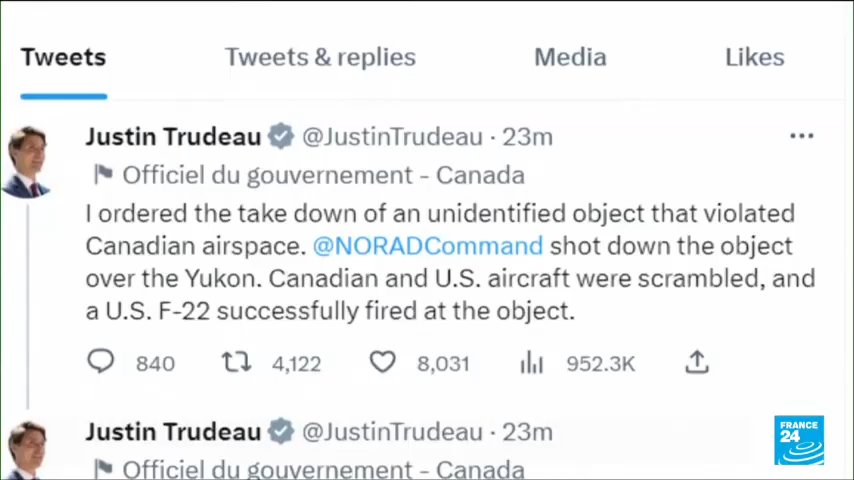 Tweets Tweets & replies Media Likes
Justin Trudeau @JustinTrudeau · 23m
Officiel du gouvernement - Canada
I ordered the take down of an unidentified object that violated
Canadian airspace. @NORADCommand shot down the object
over the Yukon. Canadian and U.S. aircraft were scrambled, and
a U.S. F-22 successfully fired at the object.
840 4,122 8,031 952.3K
Justin Trudeau @JustinTrudeau · 23m
Officiel du gouvernement - Canada
FRANCE
24